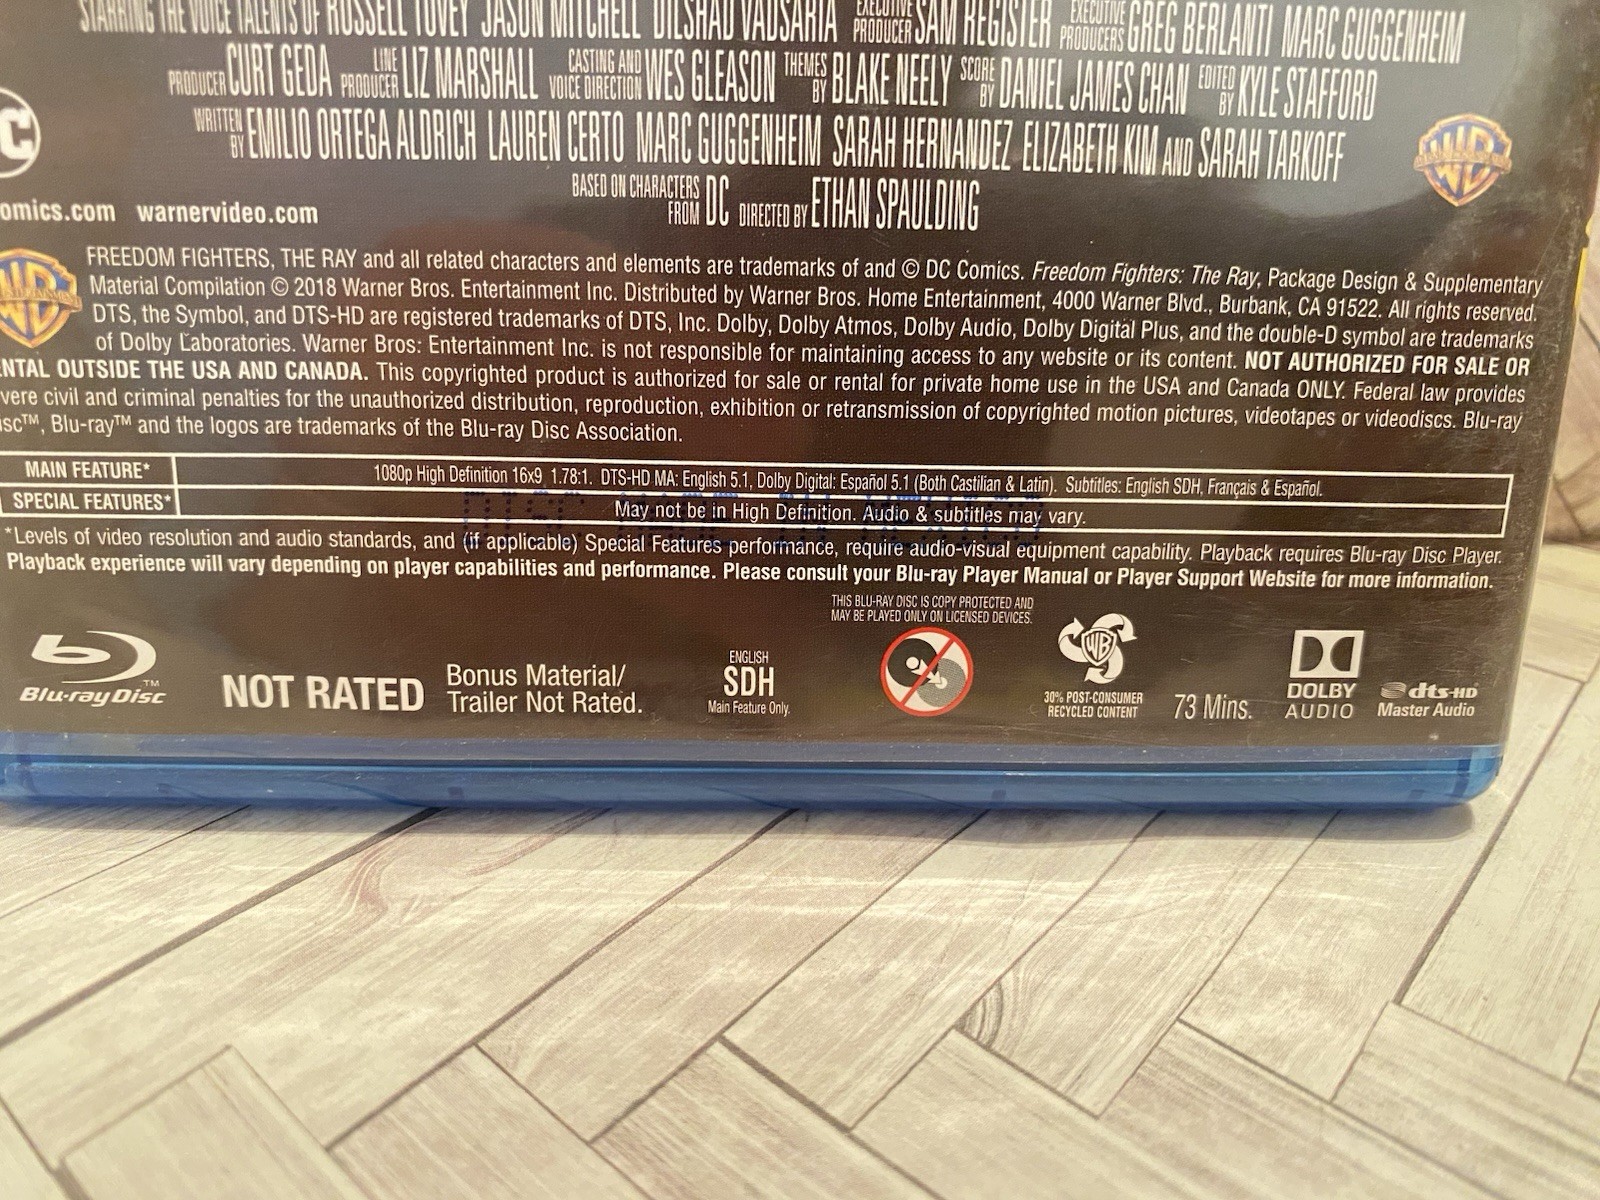 STARRING THE VOICE TALENTS OF RUSSELL TOVEY JASON MITCHELL DILSHAD VADSARIA EXECUTIVE PRODUCER SAM REGISTER EXECUTIVE PRODUCERS GREG BERLANTI MARC GUGGENHEIM
PRODUCER CURT GEDA LINE PRODUCER LIZ MARSHALL CASTING AND VOICE DIRECTION WES GLEASON THEMES BY BLAKE NEELY SCORE BY DANIEL JAMES CHAN EDITED BY KYLE STAFFORD
WRITTEN BY EMILIO ORTEGA ALDRICH LAUREN CERTO MARC GUGGENHEIM SARAH HERNANDEZ ELIZABETH KIM AND SARAH TARKOFF
BASED ON CHARACTERS FROM DC DIRECTED BY ETHAN SPAULDING
C
WB
omics.com warnervideo.com
WB
FREEDOM FIGHTERS, THE RAY and all related characters and elements are trademarks of and © DC Comics. Freedom Fighters: The Ray, Package Design & Supplementary
Material Compilation © 2018 Warner Bros. Entertainment Inc. Distributed by Warner Bros. Home Entertainment, 4000 Warner Blvd., Burbank, CA 91522. All rights reserved.
DTS, the Symbol, and DTS-HD are registered trademarks of DTS, Inc. Dolby, Dolby Atmos, Dolby Audio, Dolby Digital Plus, and the double-D symbol are trademarks
of Dolby Laboratories. Warner Bros. Entertainment Inc. is not responsible for maintaining access to any website or its content. NOT AUTHORIZED FOR SALE OR
NTAL OUTSIDE THE USA AND CANADA. This copyrighted product is authorized for sale or rental for private home use in the USA and Canada ONLY. Federal law provides
vere civil and criminal penalties for the unauthorized distribution, reproduction, exhibition or retransmission of copyrighted motion pictures, videotapes or videodiscs. Blu-ray
isc™, Blu-ray™ and the logos are trademarks of the Blu-ray Disc Association.
MAIN FEATURE* 1080p High Definition 16x9 1.78:1. DTS-HD MA: English 5.1, Dolby Digital: Español 5.1 (Both Castilian & Latin). Subtitles: English SDH, Français & Español.
SPECIAL FEATURES* May not be in High Definition. Audio & subtitles may vary.
DISC MADE IN MEXICO
*Levels of video resolution and audio standards, and (if applicable) Special Features performance, require audio-visual equipment capability. Playback requires Blu-ray Disc Player.
Playback experience will vary depending on player capabilities and performance. Please consult your Blu-ray Player Manual or Player Support Website for more information.
THIS BLU-RAY DISC IS COPY PROTECTED AND
MAY BE PLAYED ONLY ON LICENSED DEVICES.
Blu-ray Disc™
NOT RATED
Bonus Material/
Trailer Not Rated.
ENGLISH
SDH
Main Feature Only.
WB
30% POST-CONSUMER
RECYCLED CONTENT
73 Mins.
DOLBY
AUDIO
dts-HD
Master Audio